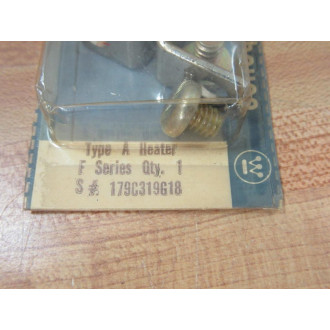 Type A Heater
F Series Qty. 1
S # 179C319G18